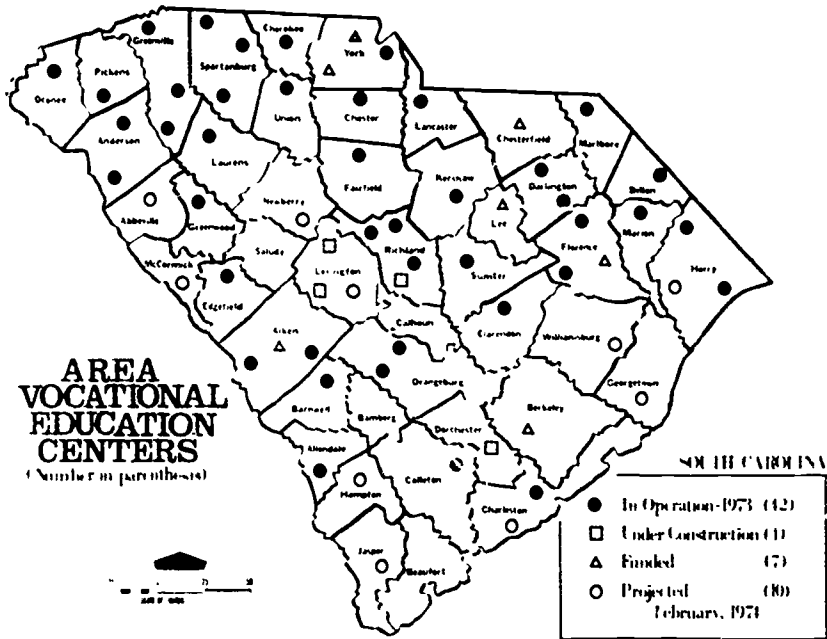 Cherokee
Greenville
York
Spartanburg
Pickens
Oconee
Union
Chester
Lancaster
Chesterfield
Marlboro
Anderson
Laurens
Fairfield
Kershaw
Darlington
Dillon
Abbeville
Newberry
Lee
Greenwood
Richland
Florence
Marion
Saluda
McCormick
Lexington
Sumter
Horry
Edgefield
Calhoun
Clarendon
Williamsburg
Aiken
Orangeburg
Georgetown
Barnwell
Bamberg
Berkeley
Dorchester
Allendale
Colleton
Hampton
Charleston
Jasper
Beaufort
AREA
VOCATIONAL
EDUCATION
CENTERS
(Number in parenthesis)
SOUTH CAROLINA
In Operation-1973 (42)
Under Construction (4)
Funded (7)
Projected (10)
February, 1974